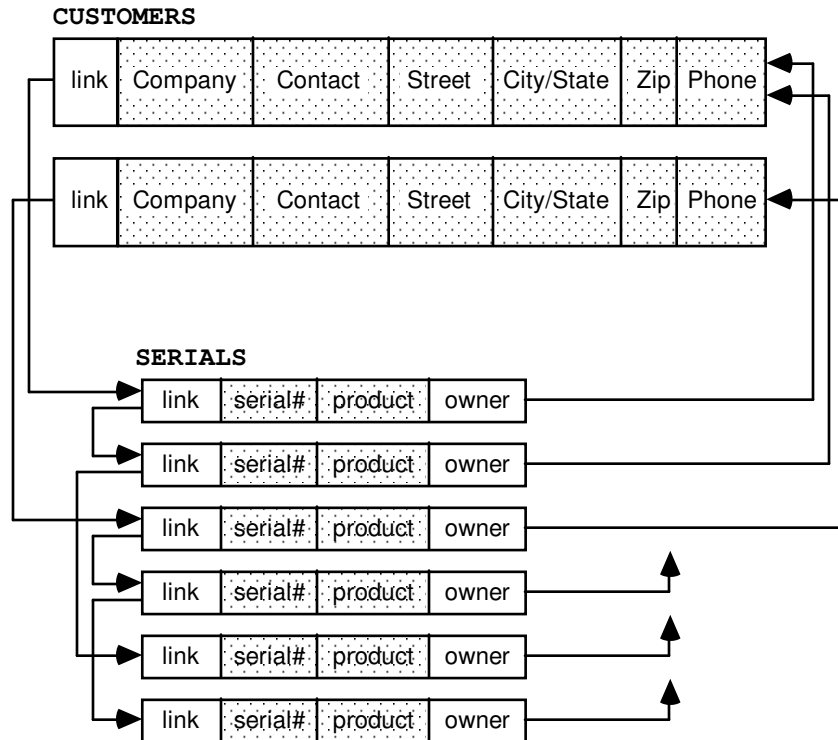 CUSTOMERS
link Company Contact Street City/State Zip Phone
link Company Contact Street City/State Zip Phone
SERIALS
link serial# product owner
link serial# product owner
link serial# product owner
link serial# product owner
link serial# product owner
link serial# product owner